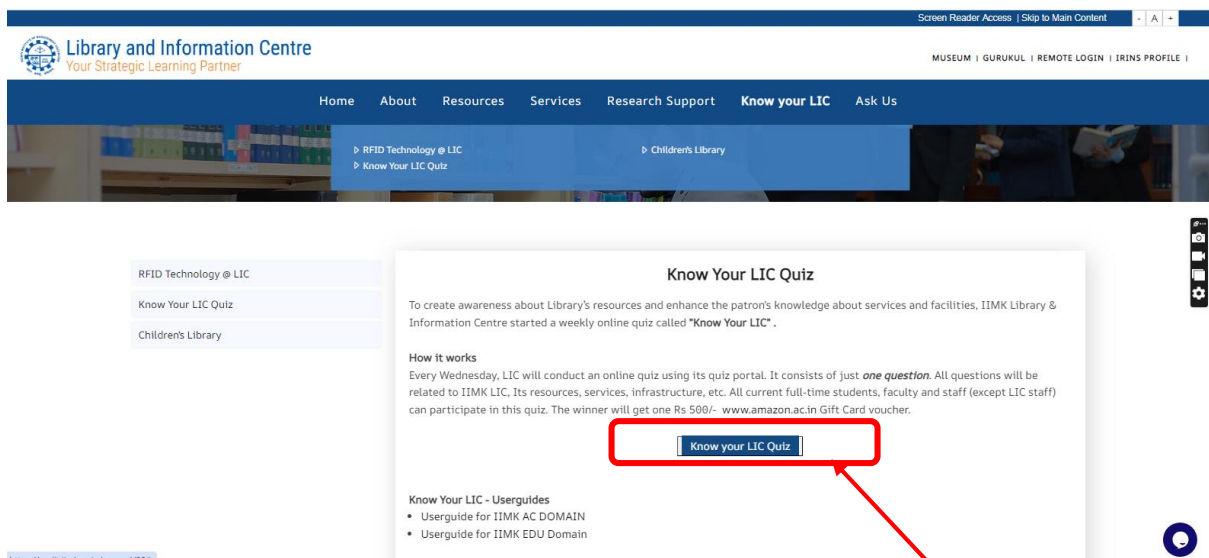 Screen Reader Access | Skip to Main Content - A +
Library and Information Centre
Your Strategic Learning Partner
MUSEUM | GURUKUL | REMOTE LOGIN | IRINS PROFILE |
Home About Resources Services Research Support Know your LIC Ask Us
RFID Technology @ LIC Children's Library
Know Your LIC Quiz
RFID Technology @ LIC
Know Your LIC Quiz
Children's Library
Know Your LIC Quiz
To create awareness about Library's resources and enhance the patron's knowledge about services and facilities, IIMK Library &
Information Centre started a weekly online quiz called "Know Your LIC" .
How it works
Every Wednesday, LIC will conduct an online quiz using its quiz portal. It consists of just one question. All questions will be
related to IIMK LIC, Its resources, services, infrastructure, etc. All current full-time students, faculty and staff (except LIC staff)
can participate in this quiz. The winner will get one Rs 500/- www.amazon.ac.in Gift Card voucher.
Know your LIC Quiz
Know Your LIC - Userguides
• Userguide for IIMK AC DOMAIN
• Userguide for IIMK EDU Domain